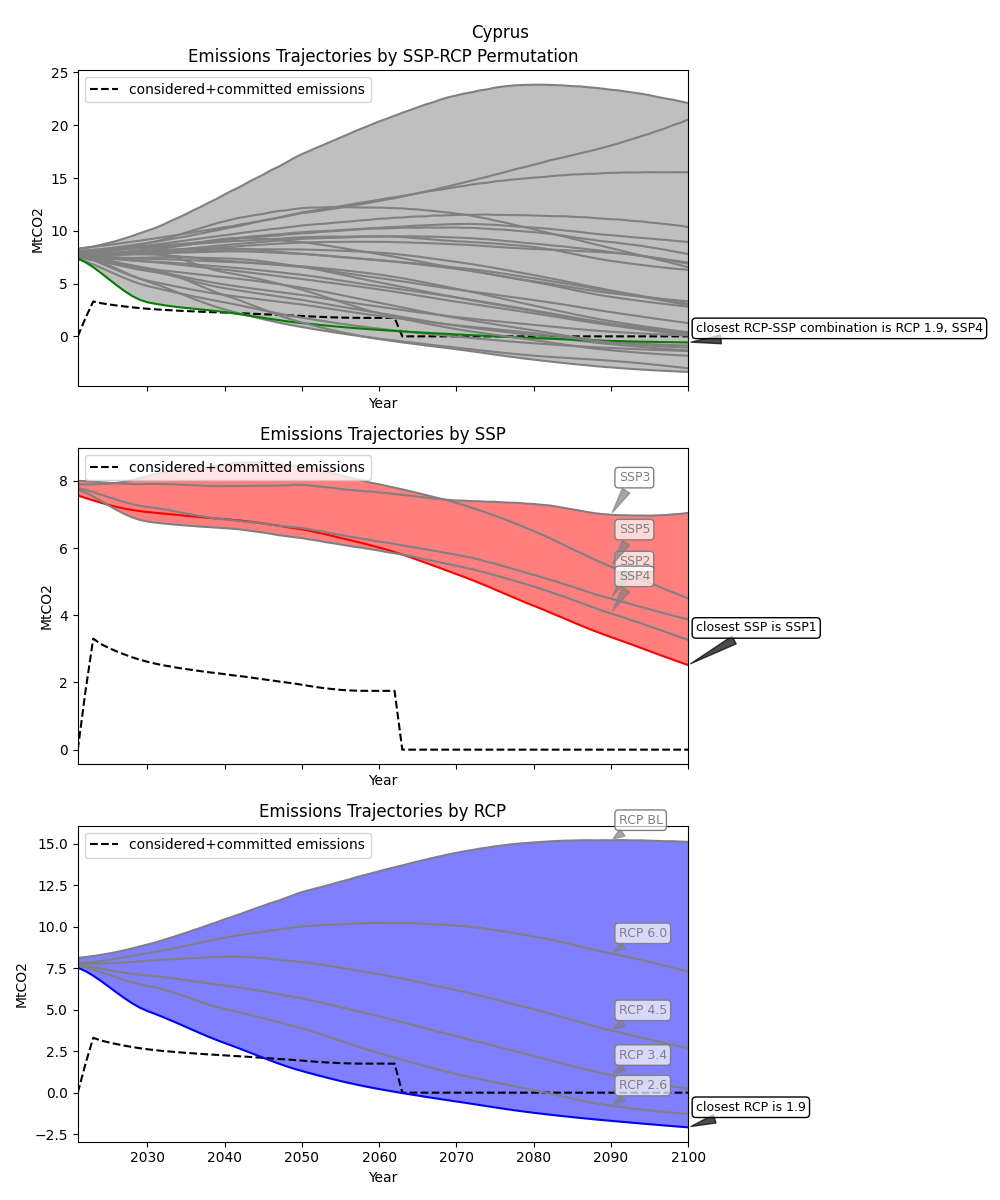 Cyprus
Emissions Trajectories by SSP-RCP Permutation
considered+committed emissions
25
20
15
10
5
0
MtCO2
closest RCP-SSP combination is RCP 1.9, SSP4
Year
Emissions Trajectories by SSP
considered+committed emissions
8
6
4
2
0
MtCO2
SSP3
SSP5
SSP2
SSP4
closest SSP is SSP1
Year
Emissions Trajectories by RCP
considered+committed emissions
15.0
12.5
10.0
7.5
5.0
2.5
0.0
−2.5
MtCO2
RCP BL
RCP 6.0
RCP 4.5
RCP 3.4
RCP 2.6
closest RCP is 1.9
2030 2040 2050 2060 2070 2080 2090 2100
Year